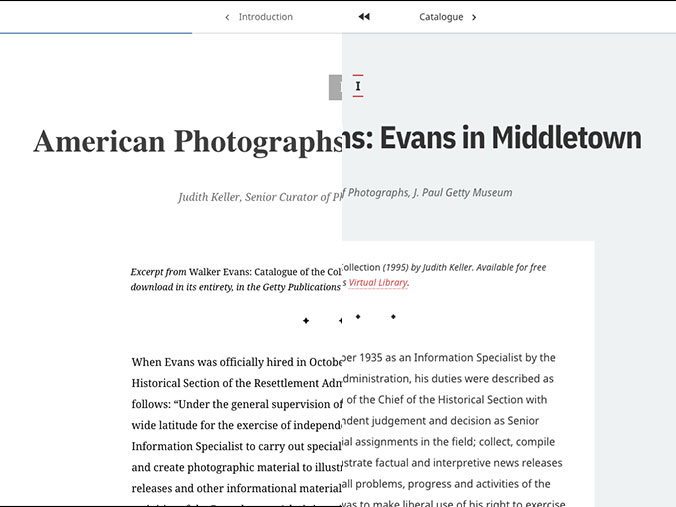 Introduction
Catalogue
I
American Photographs: Evans in Middletown
Judith Keller, Senior Curator of Photographs, J. Paul Getty Museum
Excerpt from Walker Evans: Catalogue of the Collection (1995) by Judith Keller. Available for free
download in its entirety, in the Getty Publications Virtual Library.
When Evans was officially hired in October 1935 as an Information Specialist by the
Historical Section of the Resettlement Administration, his duties were described as
follows: “Under the general supervision of the Chief of the Historical Section with
wide latitude for the exercise of independent judgement and decision as Senior
Information Specialist to carry out special assignments in the field; collect, compile
and create photographic material to illustrate factual and interpretive news releases
releases and other informational material all problems, progress and activities of the
was to make liberal use of his right to exercise